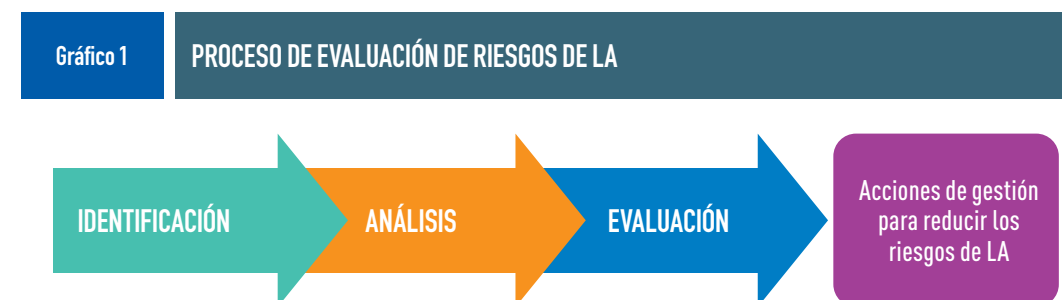 Gráfico 1
PROCESO DE EVALUACIÓN DE RIESGOS DE LA
IDENTIFICACIÓN
ANÁLISIS
EVALUACIÓN
Acciones de gestión
para reducir los
riesgos de LA